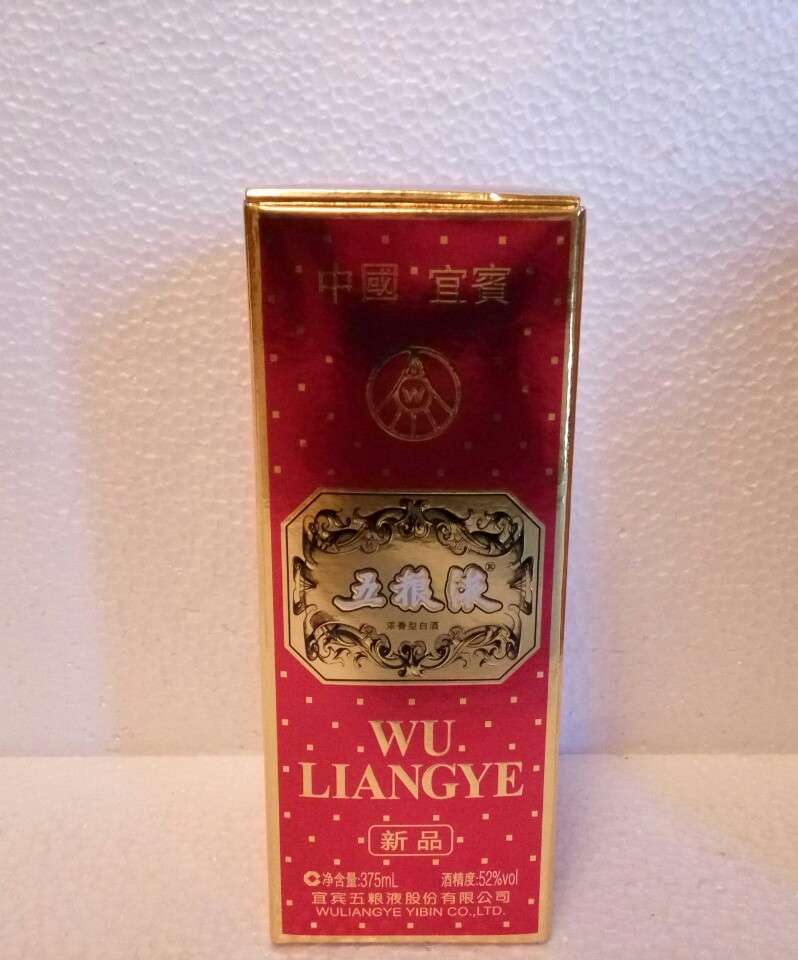 中國 宜賓
W
五粮液®
浓香型白酒
WU
LIANGYE
新品
净含量:375mL 酒精度:52%vol
宜宾五粮液股份有限公司
WULIANGYE YIBIN CO.,LTD.